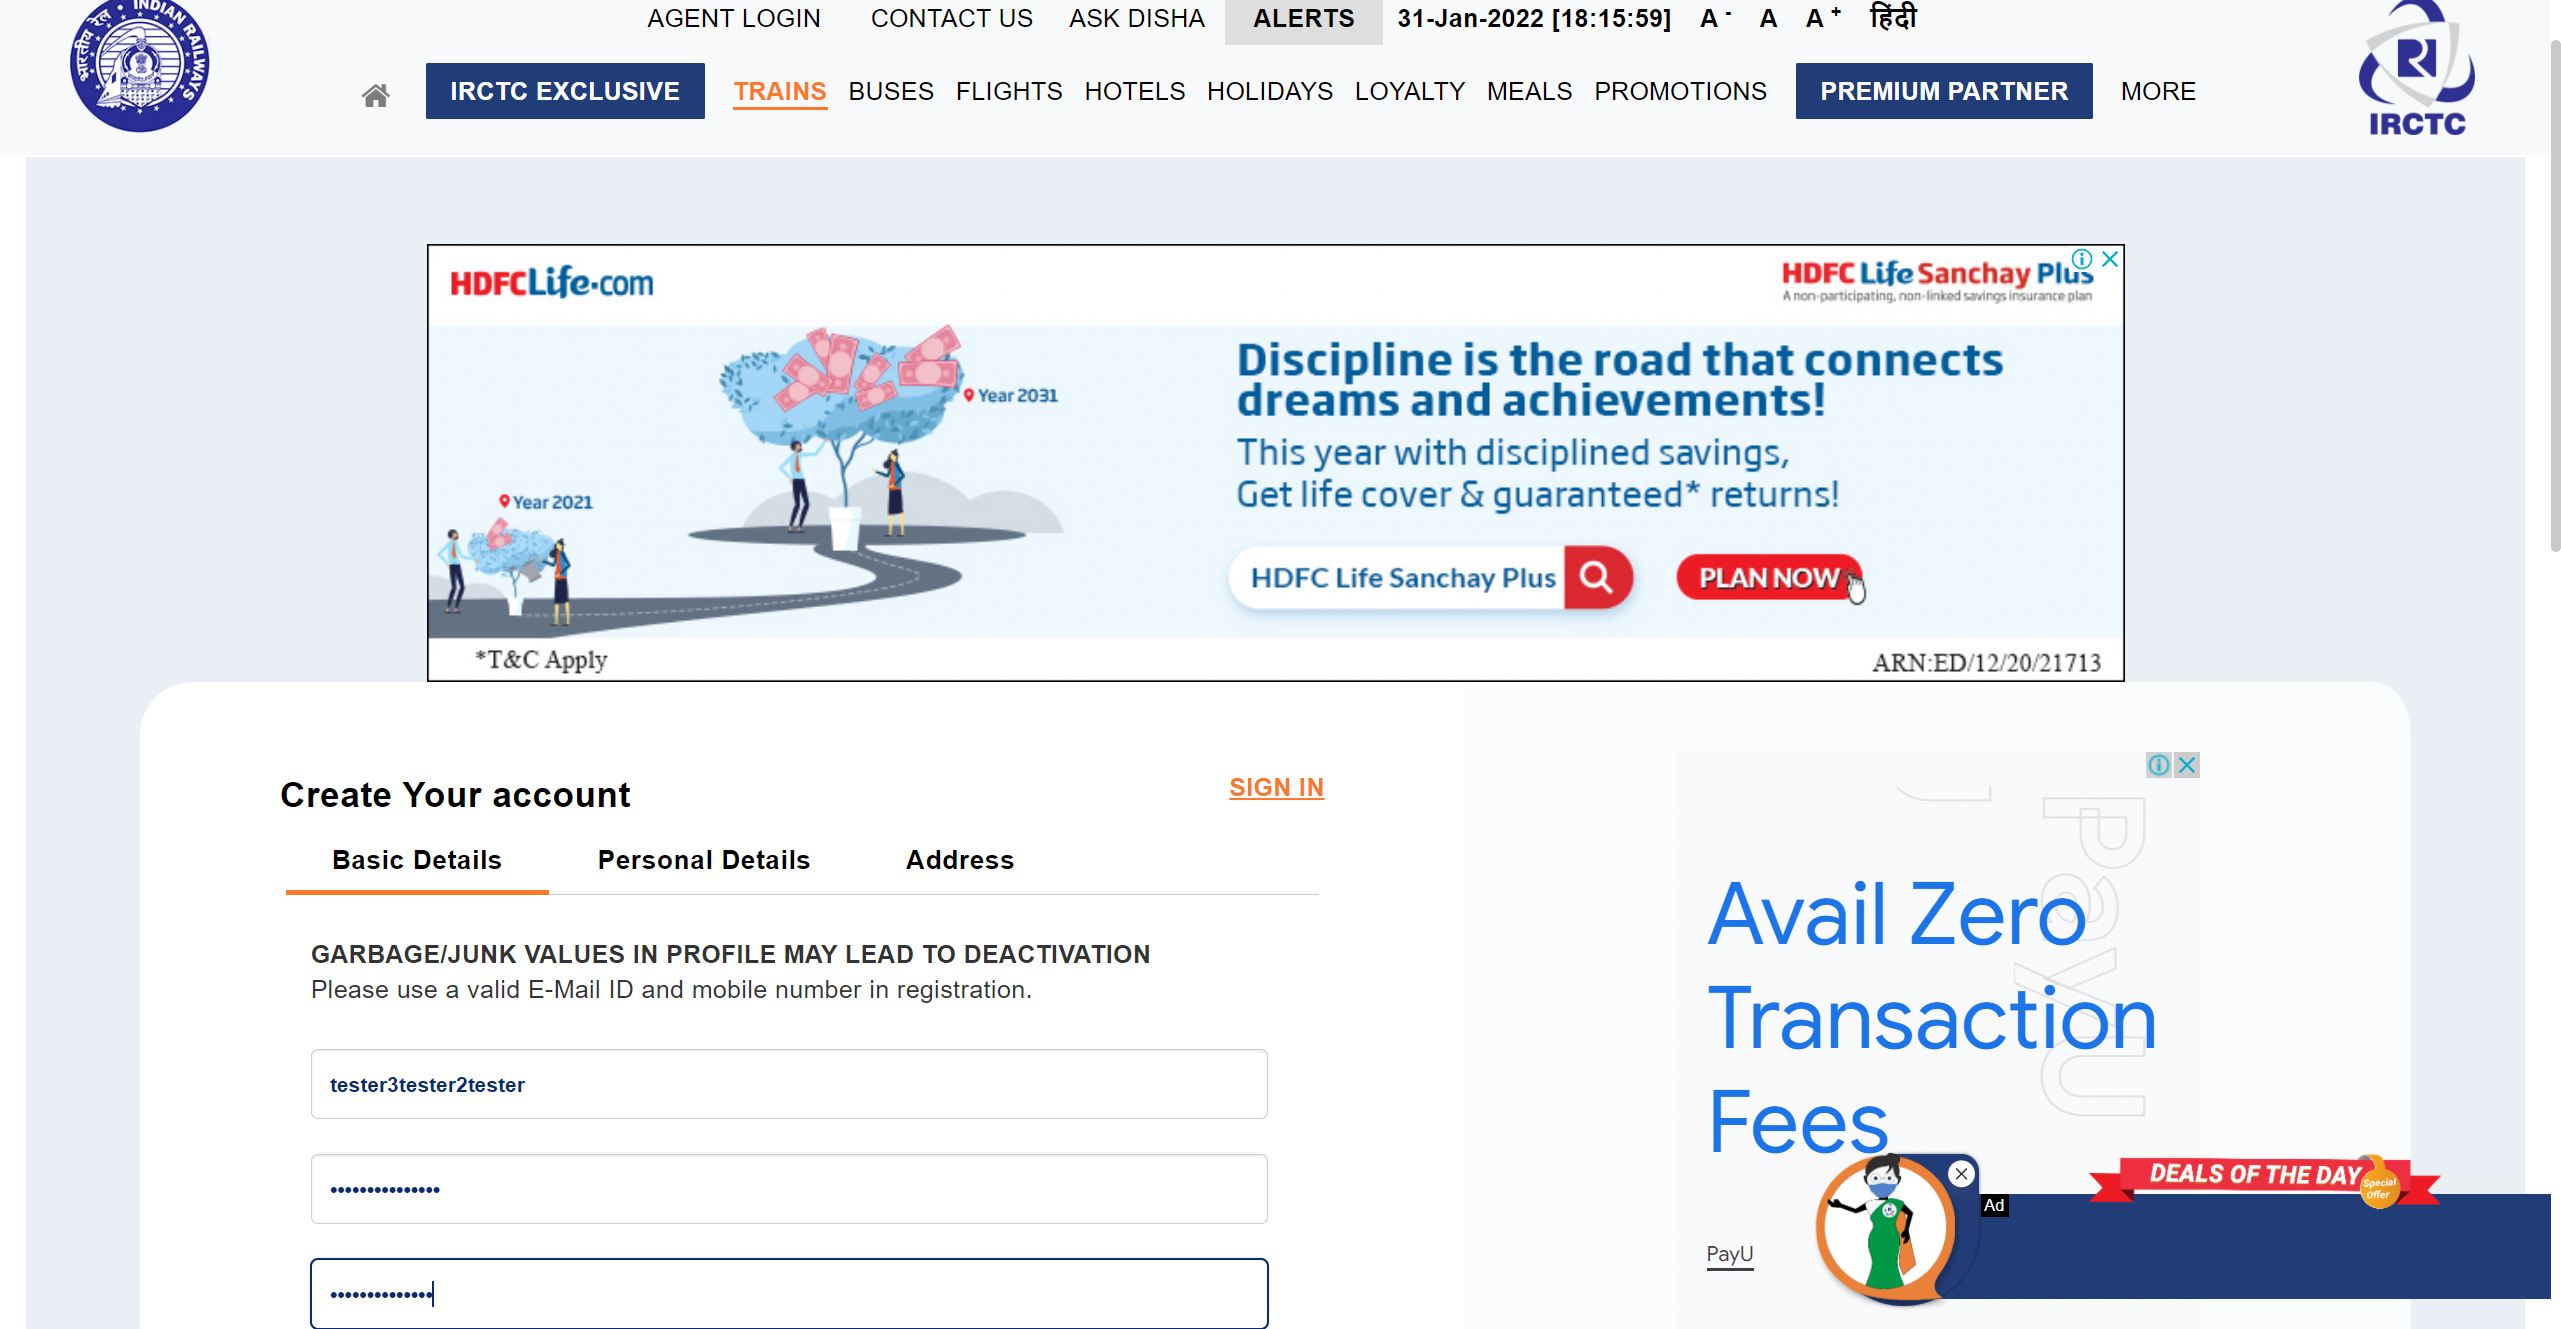 भारतीय रेल INDIAN RAILWAYS
AGENT LOGIN CONTACT US ASK DISHA ALERTS 31-Jan-2022 [18:15:59] A - A A + हिंदी
IRCTC EXCLUSIVE TRAINS BUSES FLIGHTS HOTELS HOLIDAYS LOYALTY MEALS PROMOTIONS PREMIUM PARTNER MORE
IRCTC
HDFCLife.com
HDFC Life Sanchay Plus
A non-participating, non-linked savings insurance plan
Year 2031
Year 2021
Discipline is the road that connects
dreams and achievements!
This year with disciplined savings,
Get life cover & guaranteed* returns!
HDFC Life Sanchay Plus
PLAN NOW
*T&C Apply
ARN:ED/12/20/21713
Create Your account
SIGN IN
Basic Details Personal Details Address
GARBAGE/JUNK VALUES IN PROFILE MAY LEAD TO DEACTIVATION
Please use a valid E-Mail ID and mobile number in registration.
tester3tester2tester
•••••••••••••••
••••••••••••••
PayU
Avail Zero
Transaction
Fees
PayU
Ad
DEALS OF THE DAY
Special
Offer